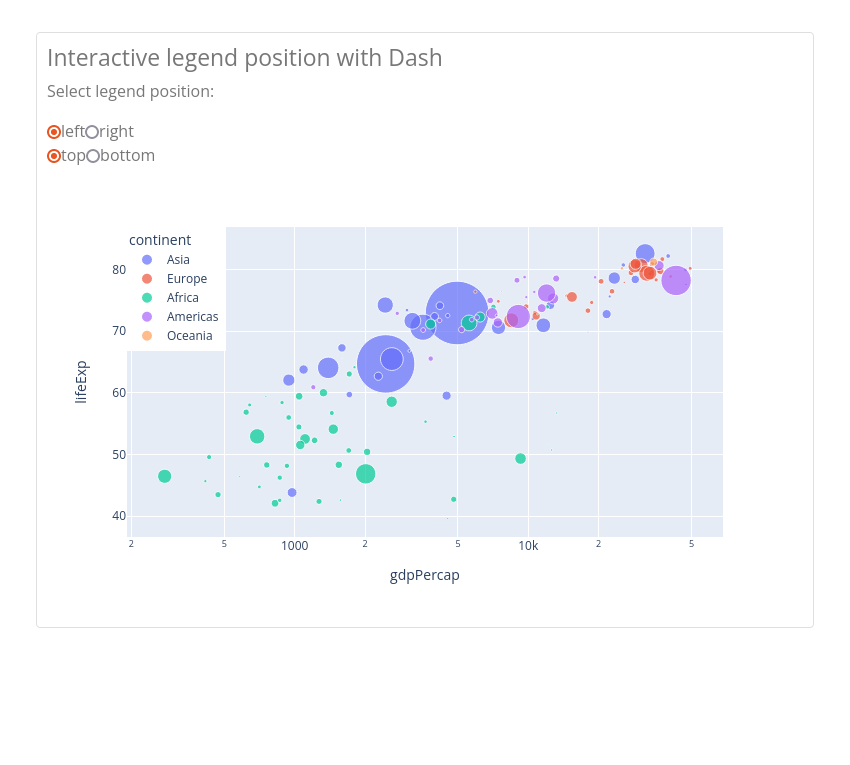 Interactive legend position with Dash
Select legend position:
left right
top bottom
continent
Asia
Europe
Africa
Americas
Oceania
80
70
60
50
40
lifeExp
2 5 1000 2 5 10k 2 5
gdpPercap